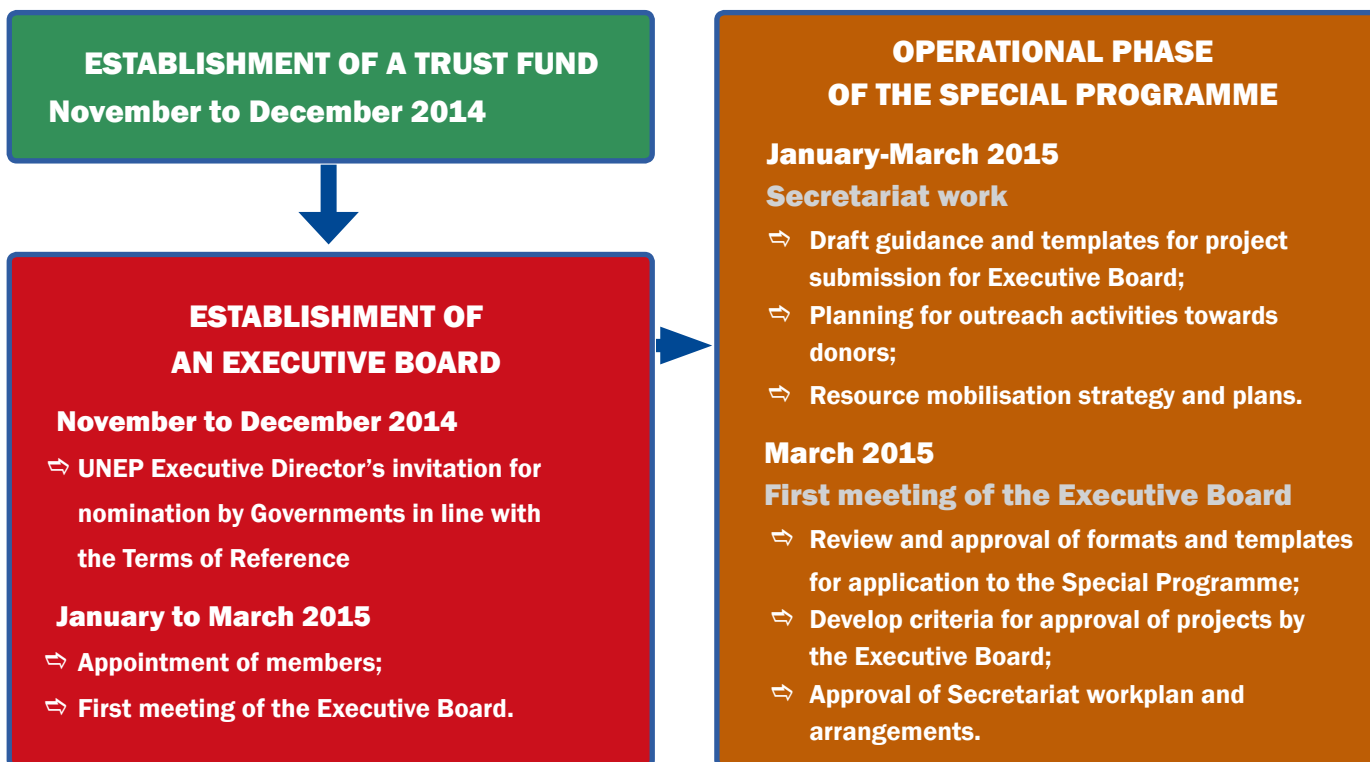 ESTABLISHMENT OF A TRUST FUND
November to December 2014
ESTABLISHMENT OF
AN EXECUTIVE BOARD
November to December 2014
⇨ UNEP Executive Director’s invitation for
nomination by Governments in line with
the Terms of Reference
January to March 2015
⇨ Appointment of members;
⇨ First meeting of the Executive Board.
OPERATIONAL PHASE
OF THE SPECIAL PROGRAMME
January-March 2015
Secretariat work
⇨ Draft guidance and templates for project
submission for Executive Board;
⇨ Planning for outreach activities towards
donors;
⇨ Resource mobilisation strategy and plans.
March 2015
First meeting of the Executive Board
⇨ Review and approval of formats and templates
for application to the Special Programme;
⇨ Develop criteria for approval of projects by
the Executive Board;
⇨ Approval of Secretariat workplan and
arrangements.